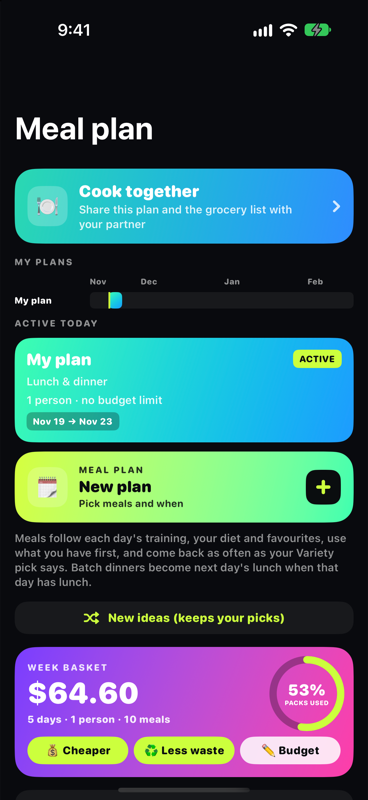 9:41
Meal plan
Cook together
Share this plan and the grocery list with
your partner
MY PLANS
Nov Dec Jan Feb
My plan
ACTIVE TODAY
My plan
ACTIVE
Lunch & dinner
1 person · no budget limit
Nov 19 → Nov 23
MEAL PLAN
New plan
Pick meals and when
Meals follow each day's training, your diet and favourites, use
what you have first, and come back as often as your Variety
pick says. Batch dinners become next day's lunch when that
day has lunch.
New ideas (keeps your picks)
WEEK BASKET
$64.60
5 days · 1 person · 10 meals
53%
PACKS USED
Cheaper
Less waste
Budget